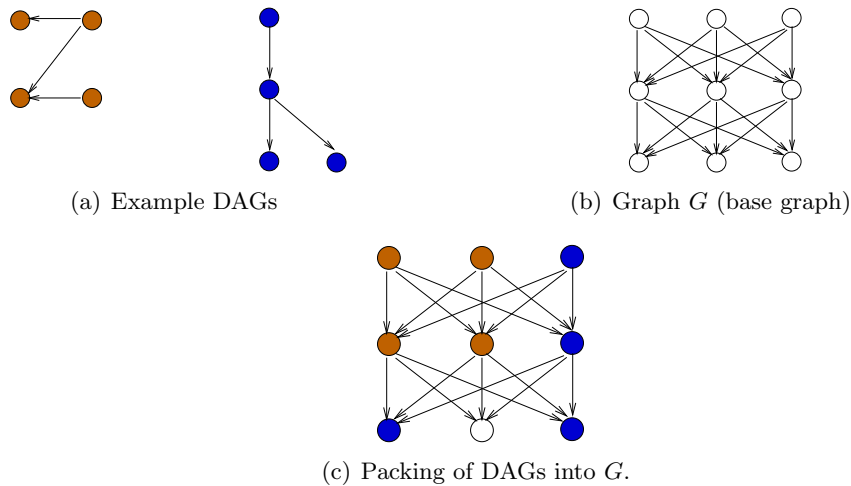 (a) Example DAGs
(b) Graph G (base graph)
(c) Packing of DAGs into G.